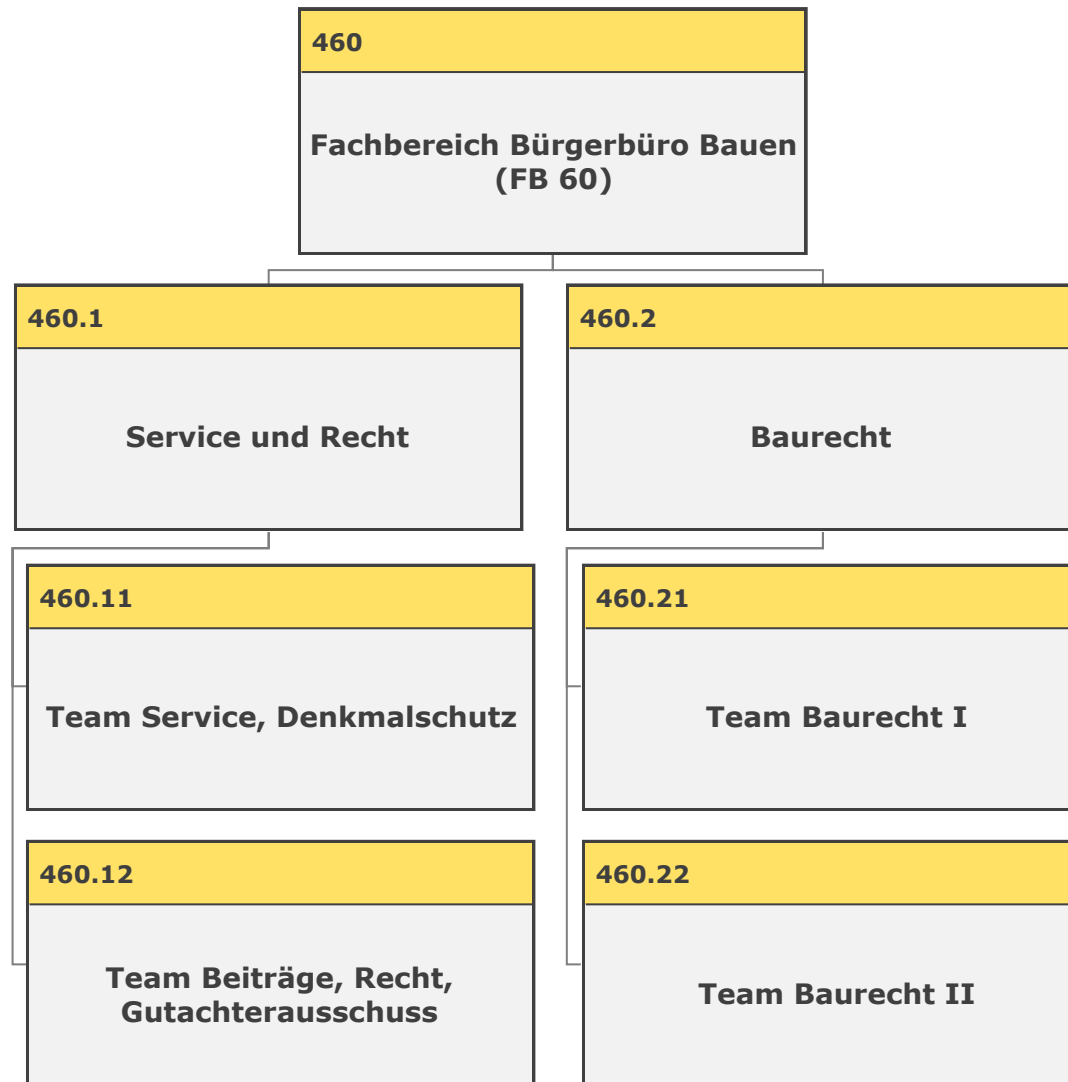 460
Fachbereich Bürgerbüro Bauen
(FB 60)
460.1
Service und Recht
460.2
Baurecht
460.11
Team Service, Denkmalschutz
460.21
Team Baurecht I
460.12
Team Beiträge, Recht,
Gutachterausschuss
460.22
Team Baurecht II